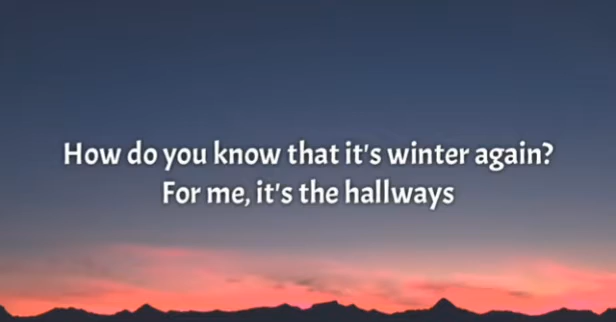 How do you know that it's winter again?
For me, it's the hallways